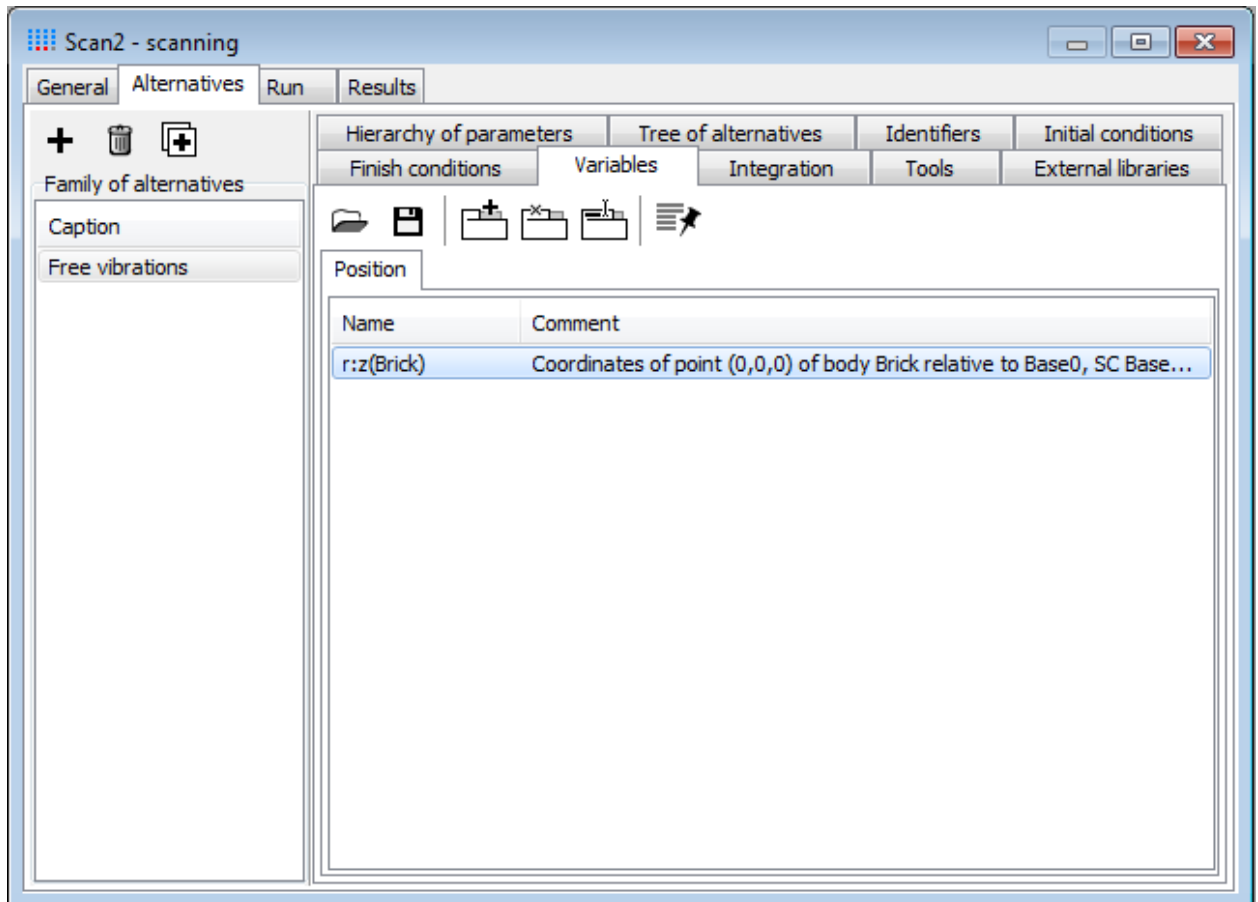 Scan2 - scanning
General Alternatives Run Results
Hierarchy of parameters Tree of alternatives Identifiers Initial conditions
Finish conditions Variables Integration Tools External libraries
Family of alternatives
Caption
Free vibrations
Position
Name Comment
r:z(Brick) Coordinates of point (0,0,0) of body Brick relative to Base0, SC Base...